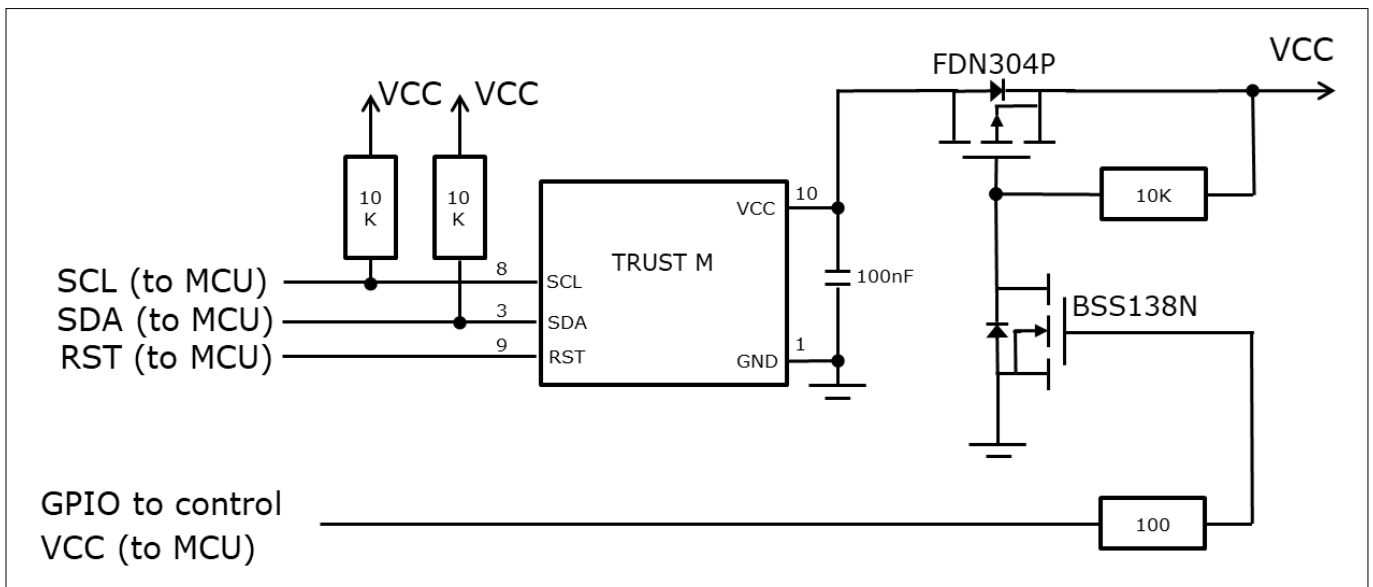 VCC
FDN304P
VCC VCC
10
K
10
K
10
VCC
10K
TRUST M
8
SCL (to MCU)
SCL
100nF
BSS138N
SDA (to MCU)
3
SDA
9
RST (to MCU)
RST
1
GND
GPIO to control
VCC (to MCU)
100